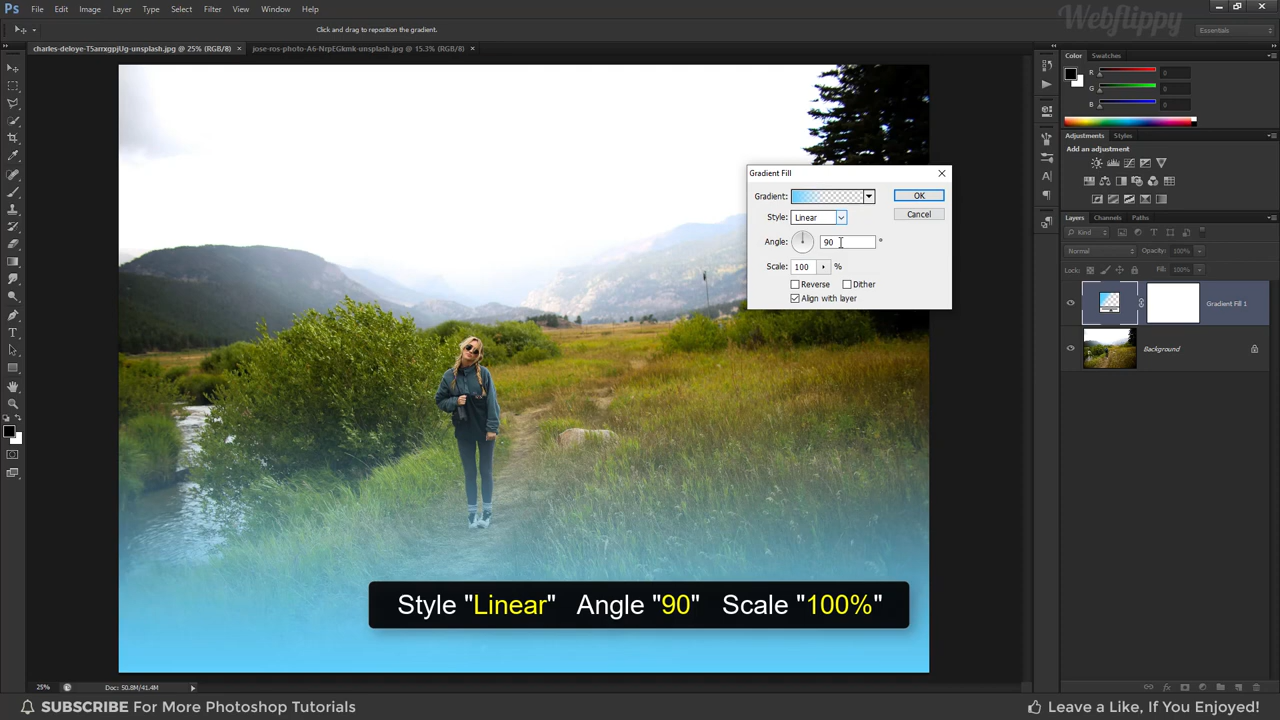 Ps File Edit Image Layer Type Select Filter View Window Help
Webflippy
Click and drag to reposition the gradient.
Essentials
charles-deloye-T5arrxgpjUg-unsplash.jpg @ 25% (RGB/8) × jose-ros-photo-A6-NrpEGkmk-unsplash.jpg @ 15.3% (RGB/8) ×
Color Swatches
R 0
G 0
B 0
Adjustments Styles
Add an adjustment
Gradient Fill
Gradient: OK
Style: Linear Cancel
Angle: 90 °
Scale: 100 %
Reverse Dither
Align with layer
Layers Channels Paths
Kind
Normal Opacity: 100%
Lock: Fill: 100%
Gradient Fill 1
Background
Style "Linear" Angle "90" Scale "100%"
25% Doc: 50.8M/41.4M
SUBSCRIBE For More Photoshop Tutorials
Leave a Like, If You Enjoyed!